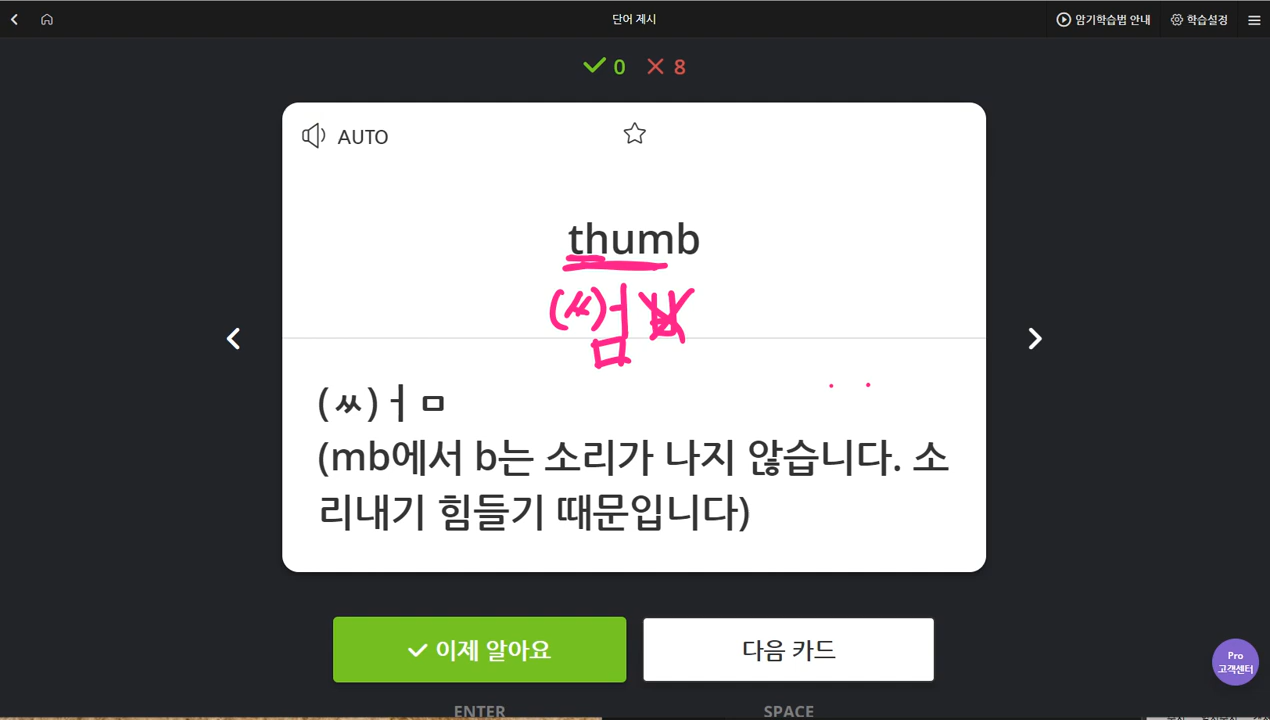 단어 제시
암기학습법 안내
학습설정
0
8
AUTO
thumb
(ㅆ)ㅓㅁ
(ㅆ)ㅓㅁ
(mb에서 b는 소리가 나지 않습니다. 소
리내기 힘들기 때문입니다)
이제 알아요
다음 카드
Pro
고객센터
ENTER
SPACE